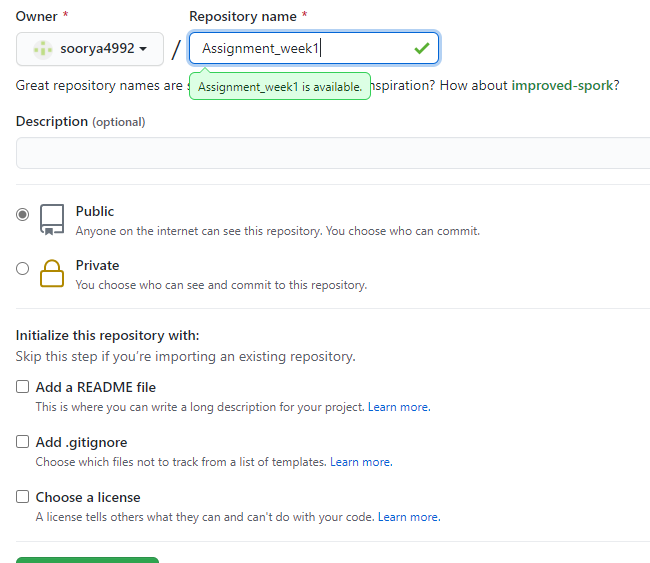 Owner *
Repository name *
soorya4992
/
Assignment_week1
Great repository names are s
Assignment_week1 is available.
spiration? How about improved-spork?
Description (optional)
Public
Anyone on the internet can see this repository. You choose who can commit.
Private
You choose who can see and commit to this repository.
Initialize this repository with:
Skip this step if you're importing an existing repository.
Add a README file
This is where you can write a long description for your project. Learn more.
Add .gitignore
Choose which files not to track from a list of templates. Learn more.
Choose a license
A license tells others what they can and can't do with your code. Learn more.